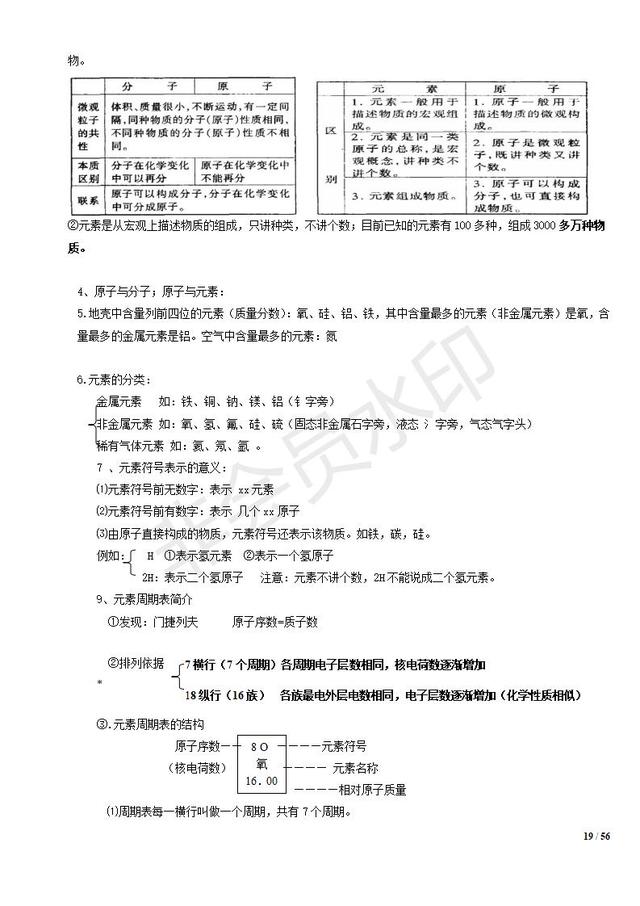 物。
分 子 原 子
微观粒子的共性
体积、质量很小,不断运动,有一定间
隔,同种物质的分子(原子)性质相同,
不同种物质的分子(原子)性质不相
同。
本质区别
分子在化学变化中可以再分
原子在化学变化中不能再分
联系
原子可以构成分子,分子在化学变化
中可分成原子。
元 素 原 子
区别
1. 元素一般用于描述物质的宏观组成。
1. 原子一般用于描述物质的微观构成。
2. 元素是同一类原子的总称,是宏观概念,讲种类不讲个数。
2. 原子是微观粒子,既讲种类又讲个数。
3. 元素组成物质。
3. 原子可以构成分子,也可直接构成物质。
②元素是从宏观上描述物质的组成，只讲种类，不讲个数；目前已知的元素有 100 多种，组成 3000 多万种物
质。
4、原子与分子；原子与元素：
5.地壳中含量列前四位的元素（质量分数）：氧、硅、铝、铁，其中含量最多的元素（非金属元素）是氧，含
量最多的金属元素是铝。空气中含量最多的元素：氮
6.元素的分类：
金属元素 如：铁、铜、钠、镁、铝（钅字旁）
非金属元素 如：氧、氢、氟、硅、硫（固态非金属石字旁，液态氵字旁，气态气字头）
稀有气体元素 如：氦、氖、氩 。
7 、元素符号表示的意义：
⑴元素符号前无数字：表示 xx 元素
⑵元素符号前有数字：表示 几个 xx 原子
⑶由原子直接构成的物质，元素符号还表示该物质。如铁，碳，硅。
例如： H ①表示氢元素 ②表示一个氢原子
2H：表示二个氢原子 注意：元素不讲个数，2H 不能说成二个氢元素。
9、元素周期表简介
①发现：门捷列夫 原子序数=质子数
②排列依据
7 横行（7 个周期）各周期电子层数相同，核电荷数逐渐增加
*
18 纵行（16 族） 各族最电外层电数相同，电子层数逐渐增加（化学性质相似）
③.元素周期表的结构
原子序数 8 O 元素符号
（核电荷数） 氧 元素名称
16.00
相对原子质量
⑴周期表每一横行叫做一个周期，共有 7 个周期。
19 / 56
非会员水印